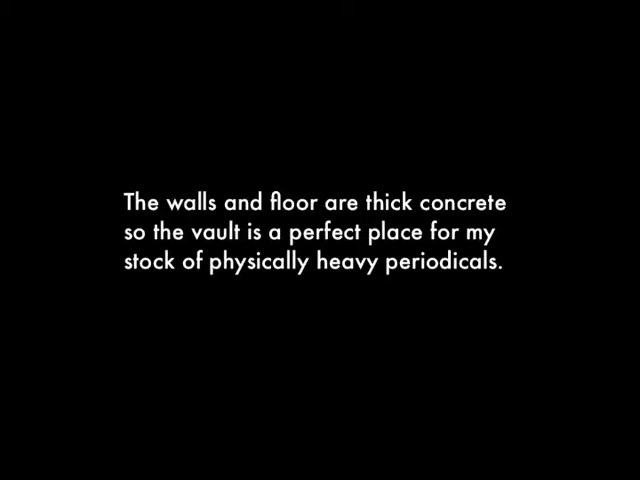 The walls and floor are thick concrete
so the vault is a perfect place for my
stock of physically heavy periodicals.